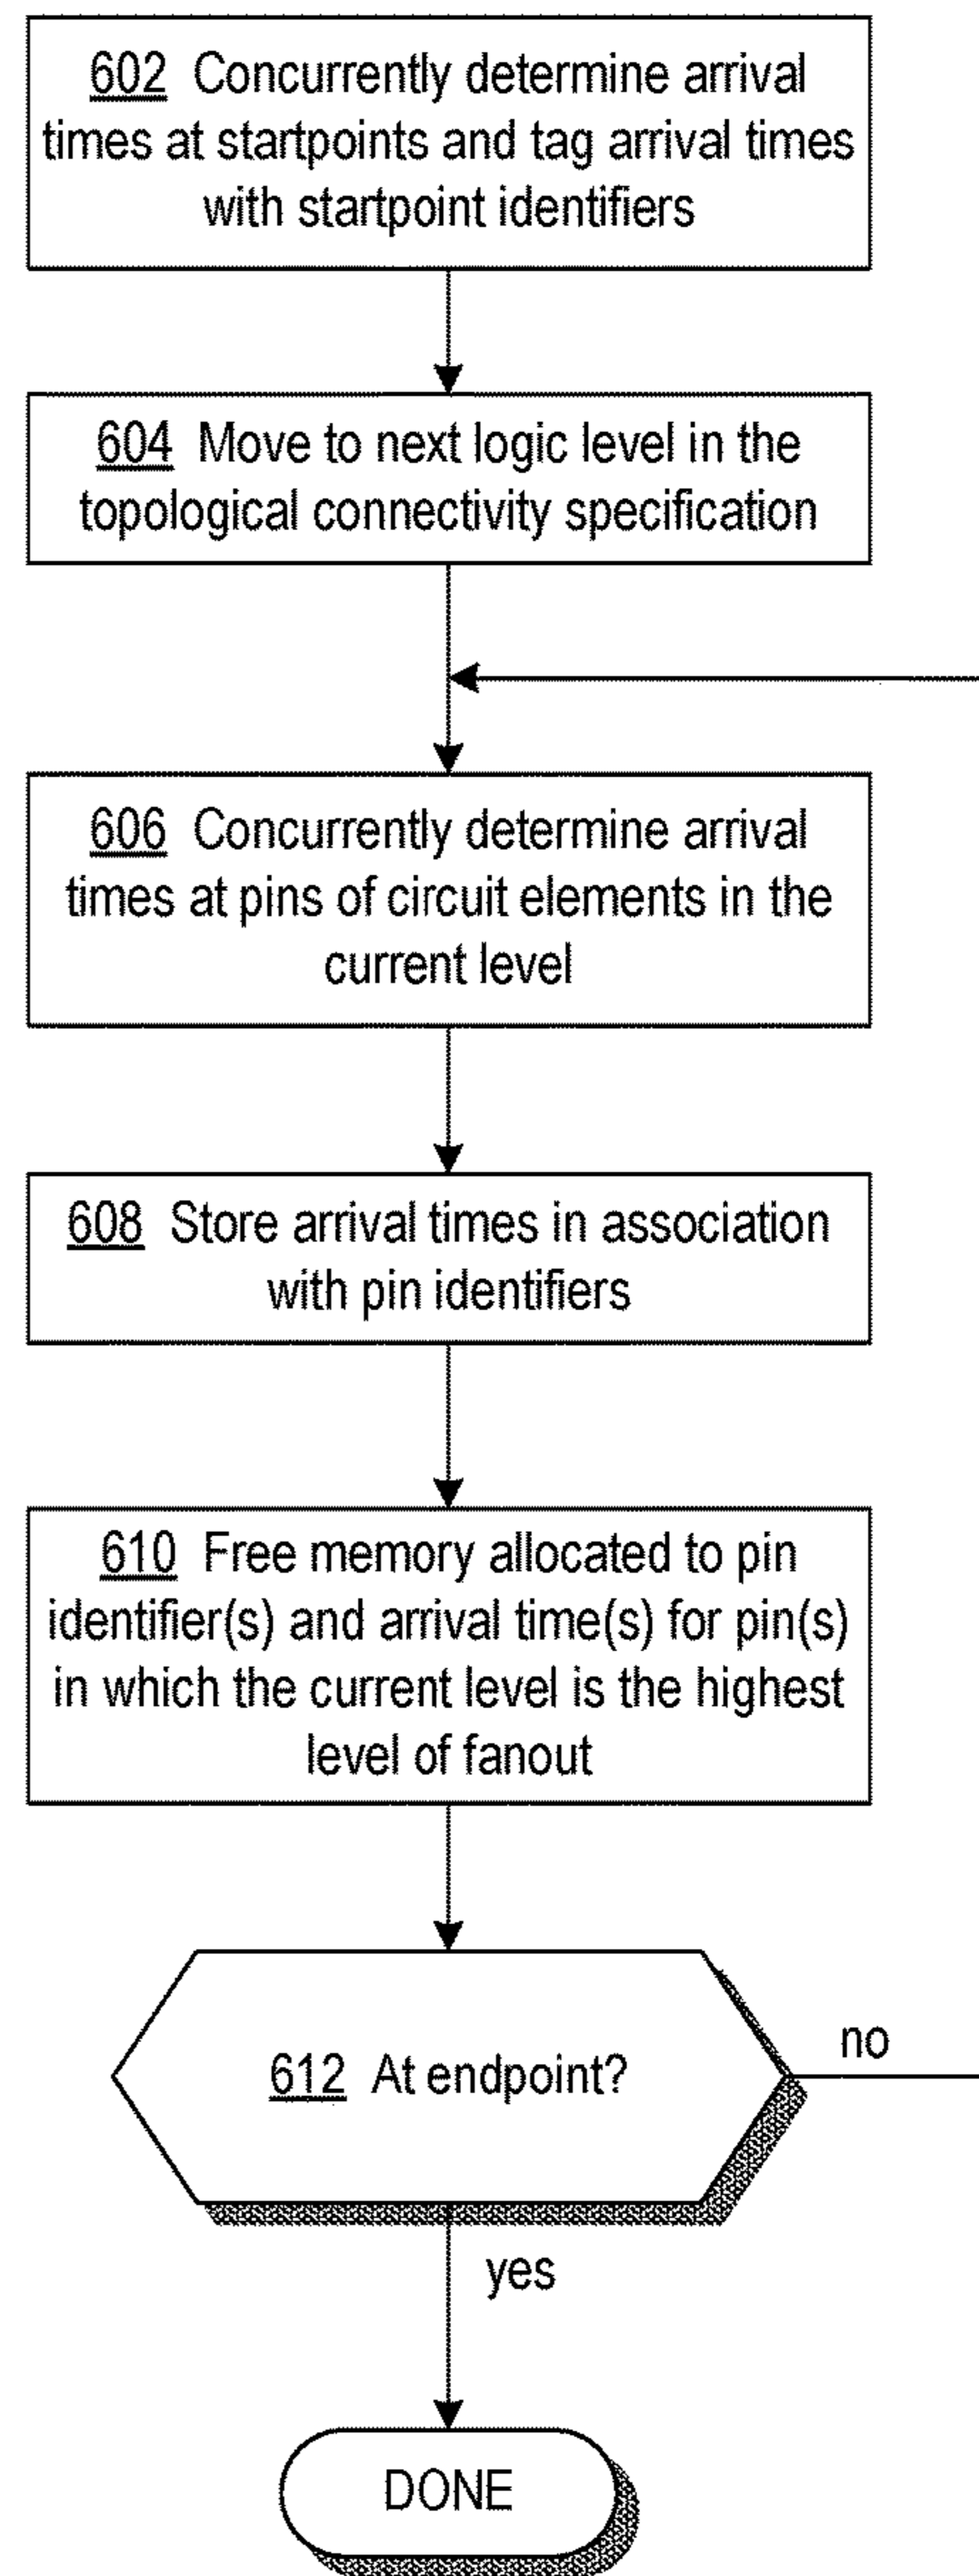 602 Concurrently determine arrival
times at startpoints and tag arrival times
with startpoint identifiers
604 Move to next logic level in the
topological connectivity specification
606 Concurrently determine arrival
times at pins of circuit elements in the
current level
608 Store arrival times in association
with pin identifiers
610 Free memory allocated to pin
identifier(s) and arrival time(s) for pin(s)
in which the current level is the highest
level of fanout
612 At endpoint?
no
yes
DONE